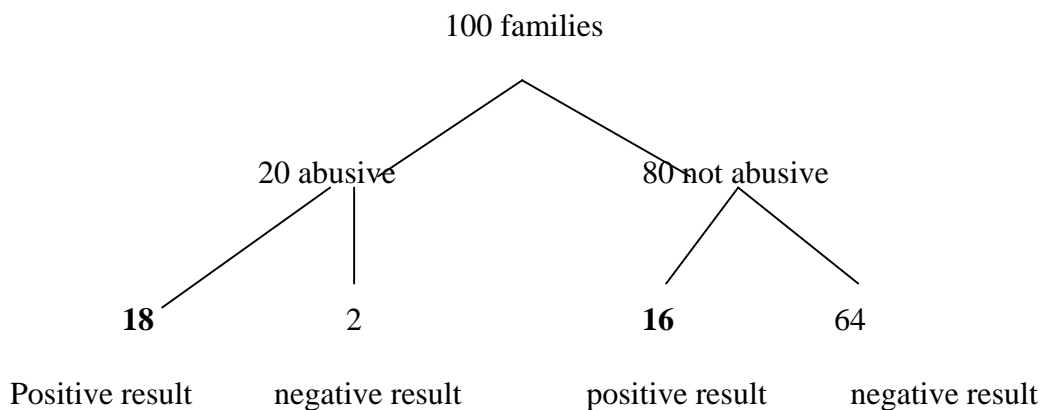 100 families
20 abusive 80 not abusive
18 2 16 64
Positive result negative result positive result negative result